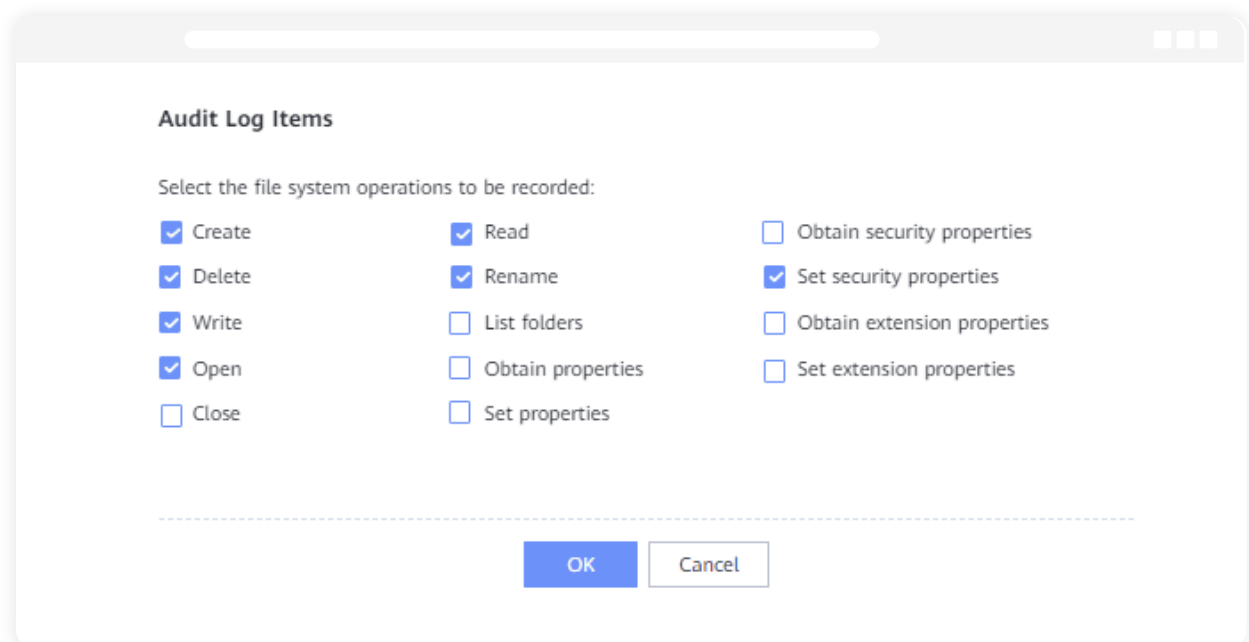 Audit Log Items
Select the file system operations to be recorded:
Create
Read
Obtain security properties
Delete
Rename
Set security properties
Write
List folders
Obtain extension properties
Open
Obtain properties
Set extension properties
Close
Set properties
OK
Cancel